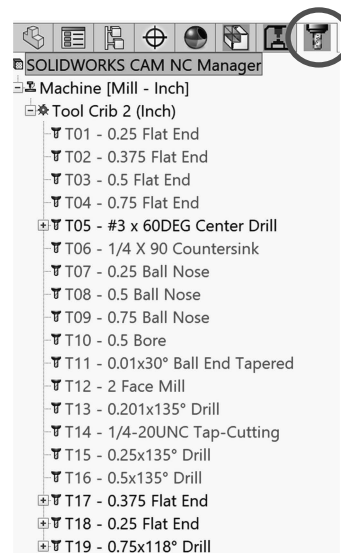 SOLIDWORKS CAM NC Manager
Machine [Mill - Inch]
Tool Crib 2 (Inch)
T01 - 0.25 Flat End
T02 - 0.375 Flat End
T03 - 0.5 Flat End
T04 - 0.75 Flat End
T05 - #3 x 60DEG Center Drill
T06 - 1/4 X 90 Countersink
T07 - 0.25 Ball Nose
T08 - 0.5 Ball Nose
T09 - 0.75 Ball Nose
T10 - 0.5 Bore
T11 - 0.01x30° Ball End Tapered
T12 - 2 Face Mill
T13 - 0.201x135° Drill
T14 - 1/4-20UNC Tap-Cutting
T15 - 0.25x135° Drill
T16 - 0.5x135° Drill
T17 - 0.375 Flat End
T18 - 0.25 Flat End
T19 - 0.75x118° Drill